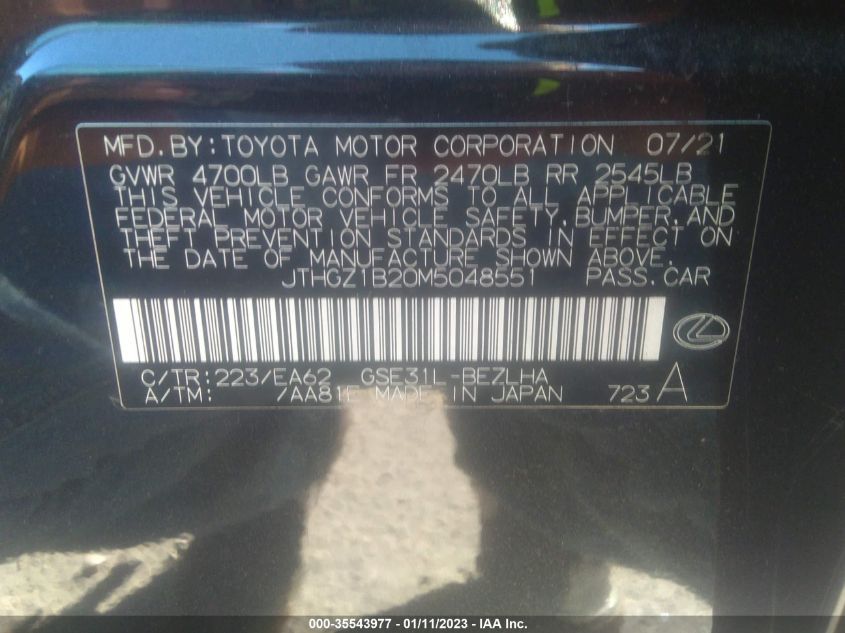 MFD.BY:TOYOTA MOTOR CORPORATION 07/21
GVWR 4700LB GAWR FR 2470LB RR 2545LB
THIS VEHICLE CONFORMS TO ALL APPLICABLE
FEDERAL MOTOR VEHICLE SAFETY,BUMPER,AND
THEFT PREVENTION STANDARDS IN EFFECT ON
THE DATE OF MANUFACTURE SHOWN ABOVE.
JTHGZ1B20M5048551 PASS.CAR
C/TR:223/EA62 GSE31L-BEZLHA
A/TM: /AA81E MADE IN JAPAN 723 A
000-35543977 - 01/11/2023 - IAA Inc.